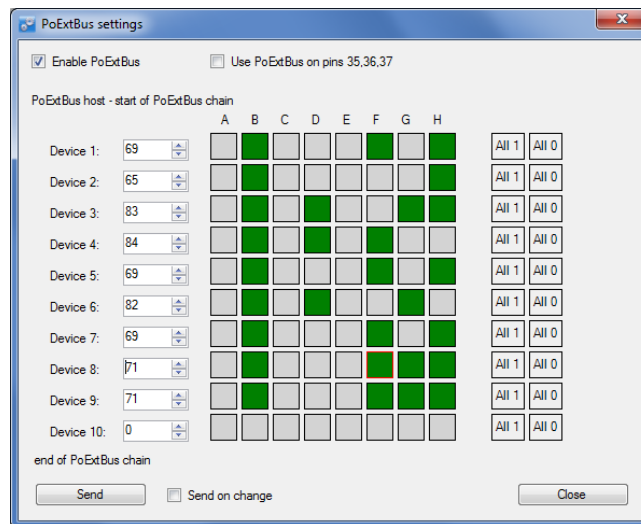 PoExtBus settings
Enable PoExtBus Use PoExtBus on pins 35,36,37
PoExtBus host - start of PoExtBus chain
A B C D E F G H
Device 1: 69 All 1 All 0
Device 2: 65 All 1 All 0
Device 3: 83 All 1 All 0
Device 4: 84 All 1 All 0
Device 5: 69 All 1 All 0
Device 6: 82 All 1 All 0
Device 7: 69 All 1 All 0
Device 8: 71 All 1 All 0
Device 9: 71 All 1 All 0
Device 10: 0 All 1 All 0
end of PoExtBus chain
Send Send on change Close